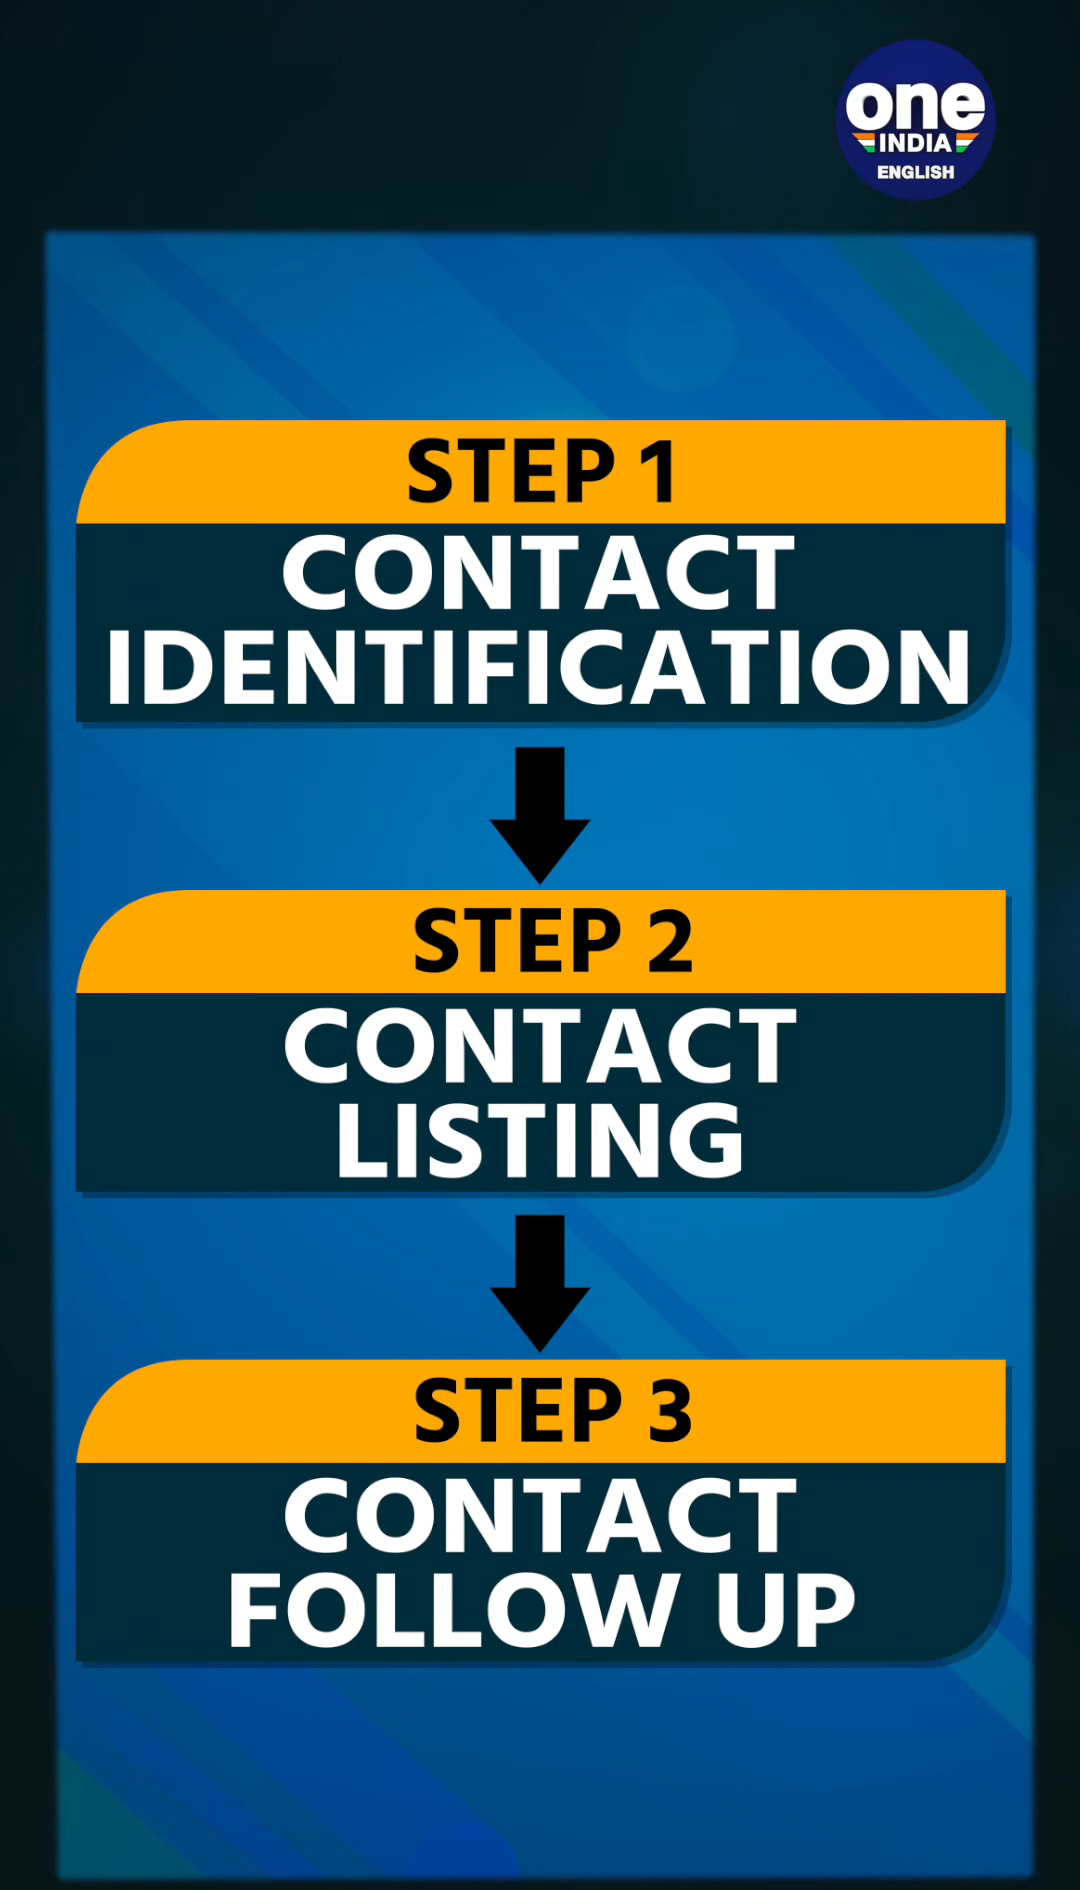 one
INDIA
ENGLISH
STEP 1
CONTACT
IDENTIFICATION
STEP 2
CONTACT
LISTING
STEP 3
CONTACT
FOLLOW UP